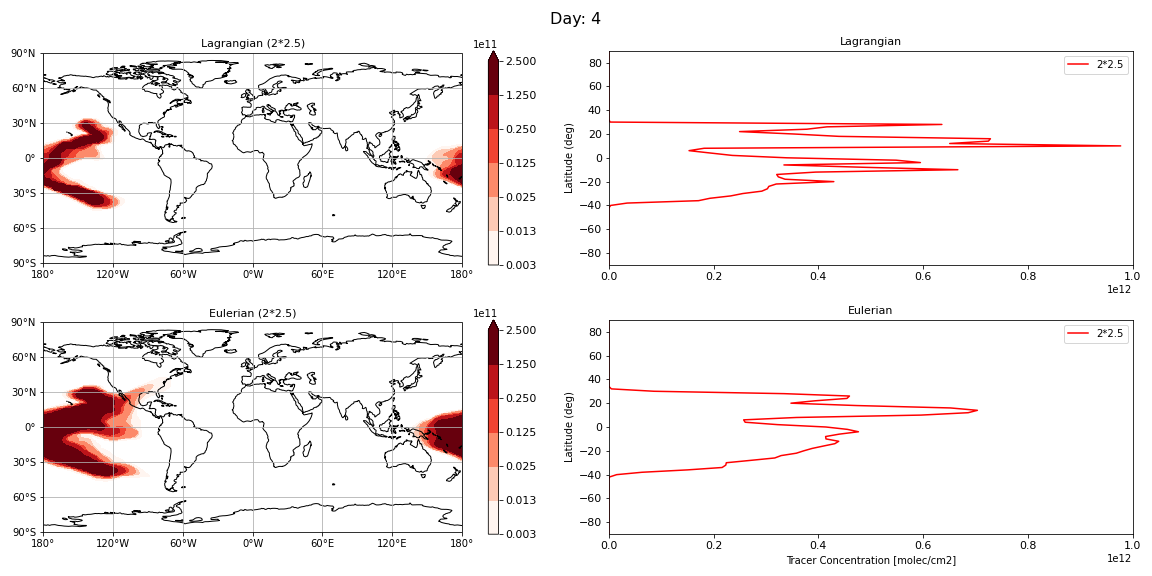 Day: 4
Lagrangian (2*2.5)
1e11
90°N
60°N
30°N
0°
30°S
60°S
90°S
180° 120°W 60°W 0°W 60°E 120°E 180°
2.500
1.250
0.250
0.125
0.025
0.013
0.003
Lagrangian
2*2.5
Latitude (deg)
80
60
40
20
0
−20
−40
−60
−80
0.0 0.2 0.4 0.6 0.8 1.0
1e12
Eulerian (2*2.5)
1e11
90°N
60°N
30°N
0°
30°S
60°S
90°S
180° 120°W 60°W 0°W 60°E 120°E 180°
2.500
1.250
0.250
0.125
0.025
0.013
0.003
Eulerian
2*2.5
Latitude (deg)
80
60
40
20
0
−20
−40
−60
−80
0.0 0.2 0.4 0.6 0.8 1.0
Tracer Concentration [molec/cm2]
1e12